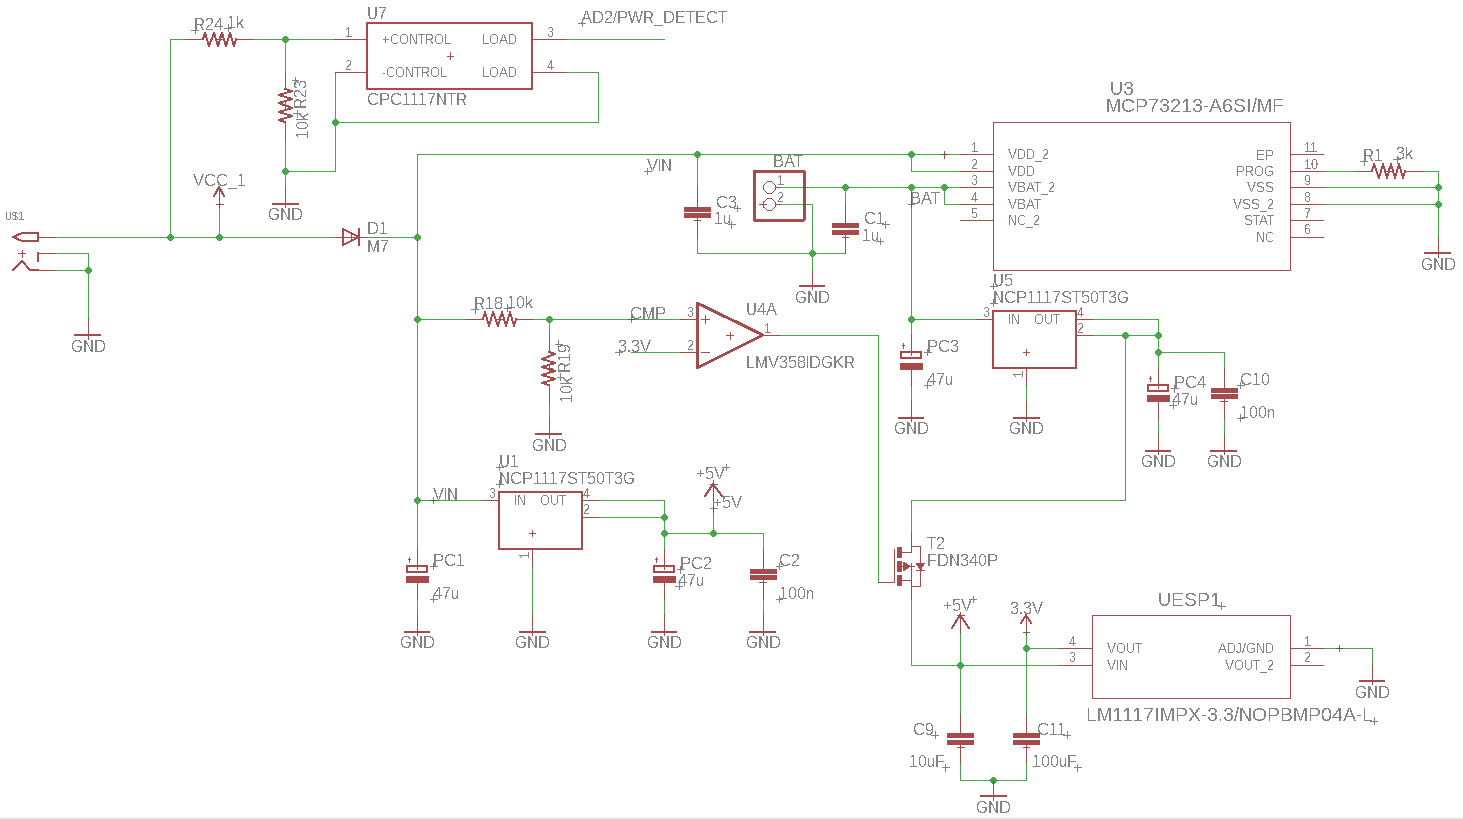 U7
AD2/PWR_DETECT
R24 1k
1
+CONTROL
LOAD
3
2
-CONTROL
LOAD
4
R23
10k
CPC1117NTR
U3
MCP73213-A6SI/MF
VCC_1
GND
U$1
D1
M7
GND
VIN
BAT
1
2
C3
1u
C1
1u
GND
BAT
1
VDD_2
EP
11
2
VDD
PROG
10
3
VBAT_2
VSS
9
4
VBAT
VSS_2
8
5
NC_2
STAT
7
NC
6
R1
3k
GND
R18 10k
CMP
3
U4A
3.3V
2
1
LMV358IDGKR
R19
10k
GND
U5
NCP1117ST50T3G
3
IN
OUT
4
2
1
PC3
47u
GND
GND
PC4
47u
C10
100n
GND
GND
U1
NCP1117ST50T3G
VIN
3
IN
OUT
4
2
1
+5V
+5V
PC1
47u
PC2
47u
C2
100n
GND
GND
GND
GND
T2
FDN340P
+5V
3.3V
UESP1
4
VOUT
ADJ/GND
1
3
VIN
VOUT_2
2
GND
LM1117IMPX-3.3/NOPBMP04A-L
C9
10uF
C11
100uF
GND